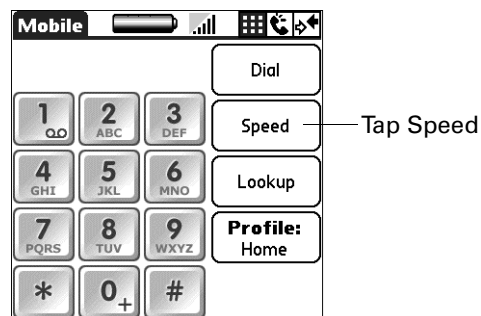 Mobile
Dial
1
2 ABC
3 DEF
Speed
Tap Speed
4 GHI
5 JKL
6 MNO
Lookup
7 PQRS
8 TUV
9 WXYZ
Profile:
Home
*
0 +
#